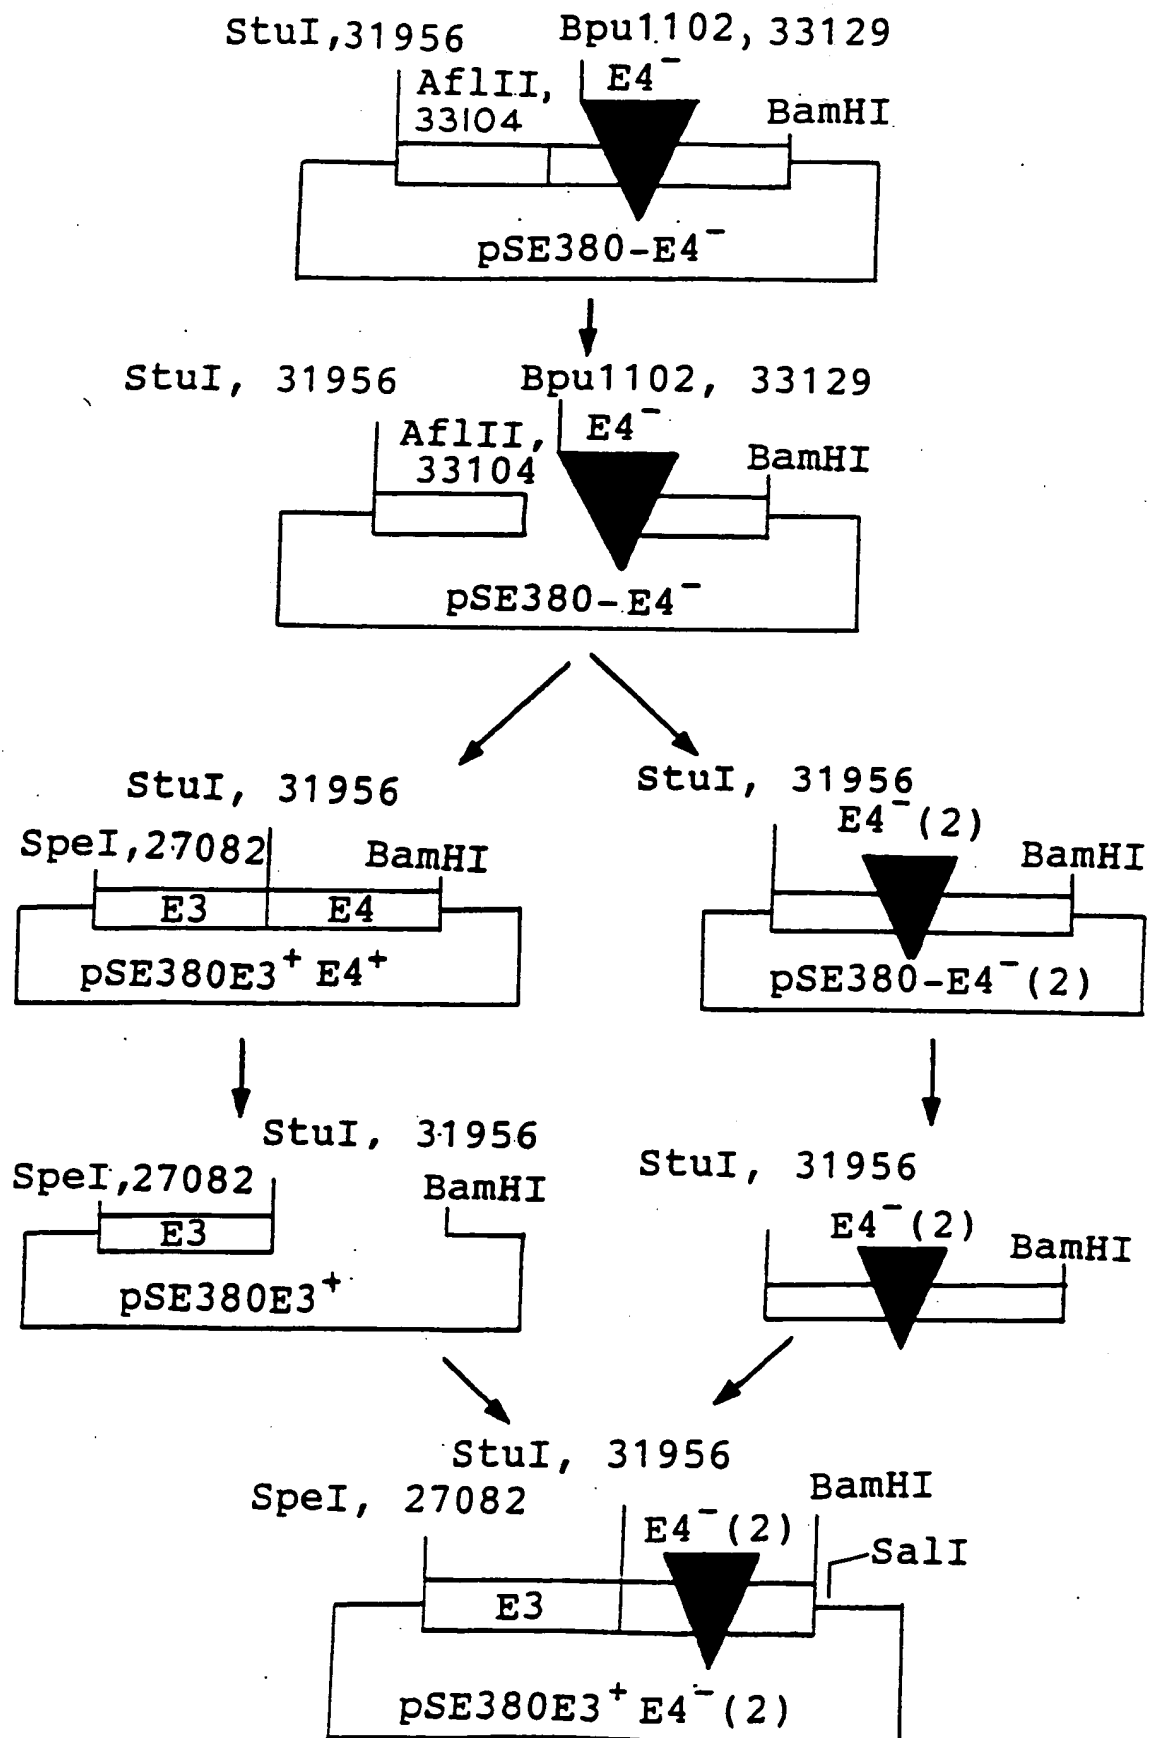 StuI,31956
Bpu1102, 33129
AflII,
33104
E4⁻
BamHI
pSE380-E4⁻
StuI, 31956
Bpu1102, 33129
AflII,
33104
E4⁻
BamHI
pSE380-E4⁻
StuI, 31956
SpeI,27082
BamHI
E3
E4
pSE380E3⁺ E4⁺
StuI, 31956
E4⁻(2)
BamHI
pSE380-E4⁻(2)
StuI, 31956
SpeI,27082
BamHI
E3
pSE380E3⁺
StuI, 31956
E4⁻(2)
BamHI
StuI, 31956
SpeI, 27082
BamHI
E4⁻(2)
SalI
E3
pSE380E3⁺E4⁻(2)